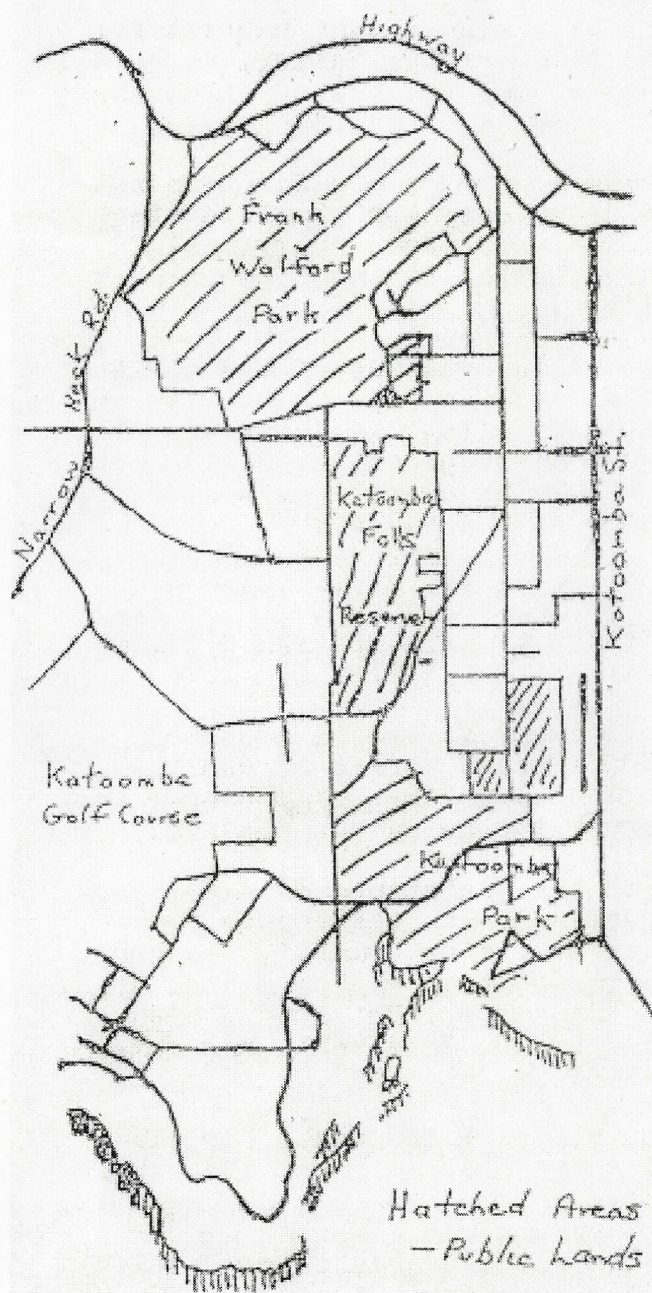 Highway
Frank
Walford
Park
Narrow Neck Rd.
Katoomba
Falls
Reserve
Katoomba St.
Katoomba
Golf Course
Katoomba
Park
Hatched Areas
- Public Lands